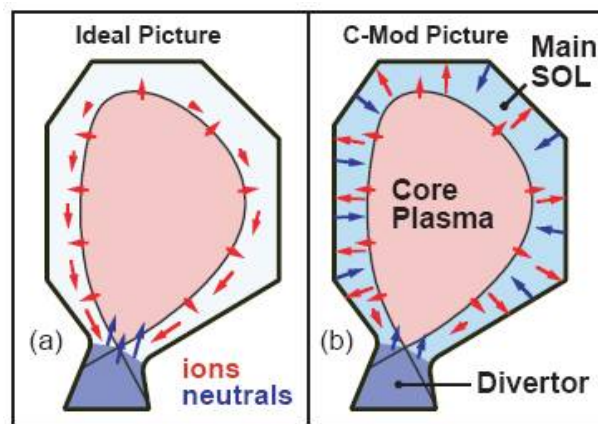 Ideal Picture
(a)
ions
neutrals
C-Mod Picture
Main
SOL
Core
Plasma
(b)
Divertor